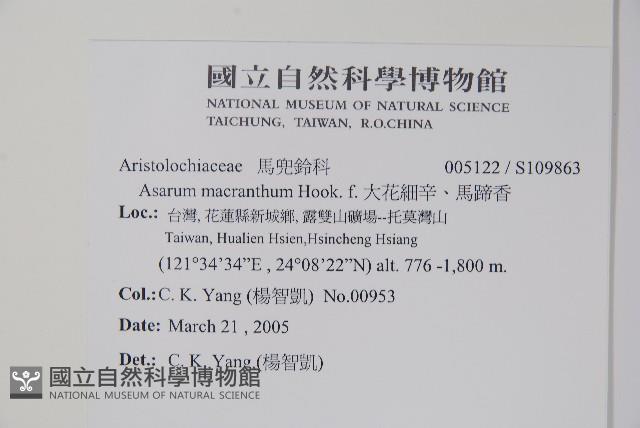 國立自然科學博物館
NATIONAL MUSEUM OF NATURAL SCIENCE
TAICHUNG, TAIWAN, R.O.CHINA
Aristolochiaceae 馬兜鈴科 005122 / S109863
Asarum macranthum Hook. f. 大花細辛、馬蹄香
Loc.: 台灣, 花蓮縣新城鄉, 露雙山礦場--托莫灣山
Taiwan, Hualien Hsien,Hsincheng Hsiang
(121°34’34”E , 24°08’22”N) alt. 776 -1,800 m.
Col.: C. K. Yang (楊智凱) No.00953
Date: March 21 , 2005
Det.: C. K. Yang (楊智凱)
國立自然科學博物館
NATIONAL MUSEUM OF NATURAL SCIENCE